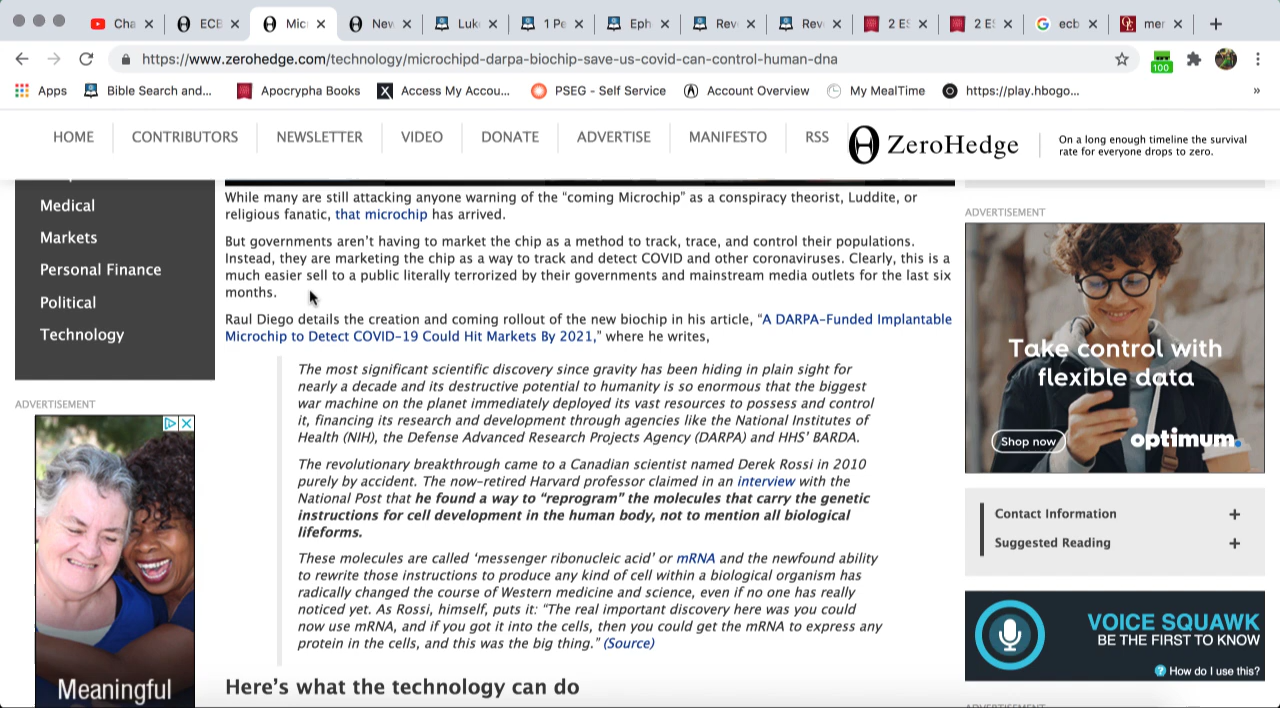 Cha
ECB
Mic
Nev
Luk
1 Pe
Eph
Rev
Rev
2 ES
2 ES
ecb
mer
https://www.zerohedge.com/technology/microchipd-darpa-biochip-save-us-covid-can-control-human-dna
100
Apps
Bible Search and...
Apocrypha Books
Access My Accou...
PSEG - Self Service
Account Overview
My MealTime
https://play.hbogo...
»
HOME
CONTRIBUTORS
NEWSLETTER
VIDEO
DONATE
ADVERTISE
MANIFESTO
RSS
ZeroHedge
On a long enough timeline the survival
rate for everyone drops to zero.
Medical
Markets
Personal Finance
Political
Technology
ADVERTISEMENT
Meaningful
While many are still attacking anyone warning of the “coming Microchip” as a conspiracy theorist, Luddite, or
religious fanatic, that microchip has arrived.
But governments aren’t having to market the chip as a method to track, trace, and control their populations.
Instead, they are marketing the chip as a way to track and detect COVID and other coronaviruses. Clearly, this is a
much easier sell to a public literally terrorized by their governments and mainstream media outlets for the last six
months.
Raul Diego details the creation and coming rollout of the new biochip in his article, “A DARPA-Funded Implantable
Microchip to Detect COVID-19 Could Hit Markets By 2021,” where he writes,
The most significant scientific discovery since gravity has been hiding in plain sight for
nearly a decade and its destructive potential to humanity is so enormous that the biggest
war machine on the planet immediately deployed its vast resources to possess and control
it, financing its research and development through agencies like the National Institutes of
Health (NIH), the Defense Advanced Research Projects Agency (DARPA) and HHS’ BARDA.
The revolutionary breakthrough came to a Canadian scientist named Derek Rossi in 2010
purely by accident. The now-retired Harvard professor claimed in an interview with the
National Post that he found a way to “reprogram” the molecules that carry the genetic
instructions for cell development in the human body, not to mention all biological
lifeforms.
These molecules are called ‘messenger ribonucleic acid’ or mRNA and the newfound ability
to rewrite those instructions to produce any kind of cell within a biological organism has
radically changed the course of Western medicine and science, even if no one has really
noticed yet. As Rossi, himself, puts it: “The real important discovery here was you could
now use mRNA, and if you got it into the cells, then you could get the mRNA to express any
protein in the cells, and this was the big thing.” (Source)
Here’s what the technology can do
ADVERTISEMENT
Take control with
flexible data
Shop now
optimum.
Contact Information +
Suggested Reading +
VOICE SQUAWK
BE THE FIRST TO KNOW
? How do I use this?
ADVERTISEMENT